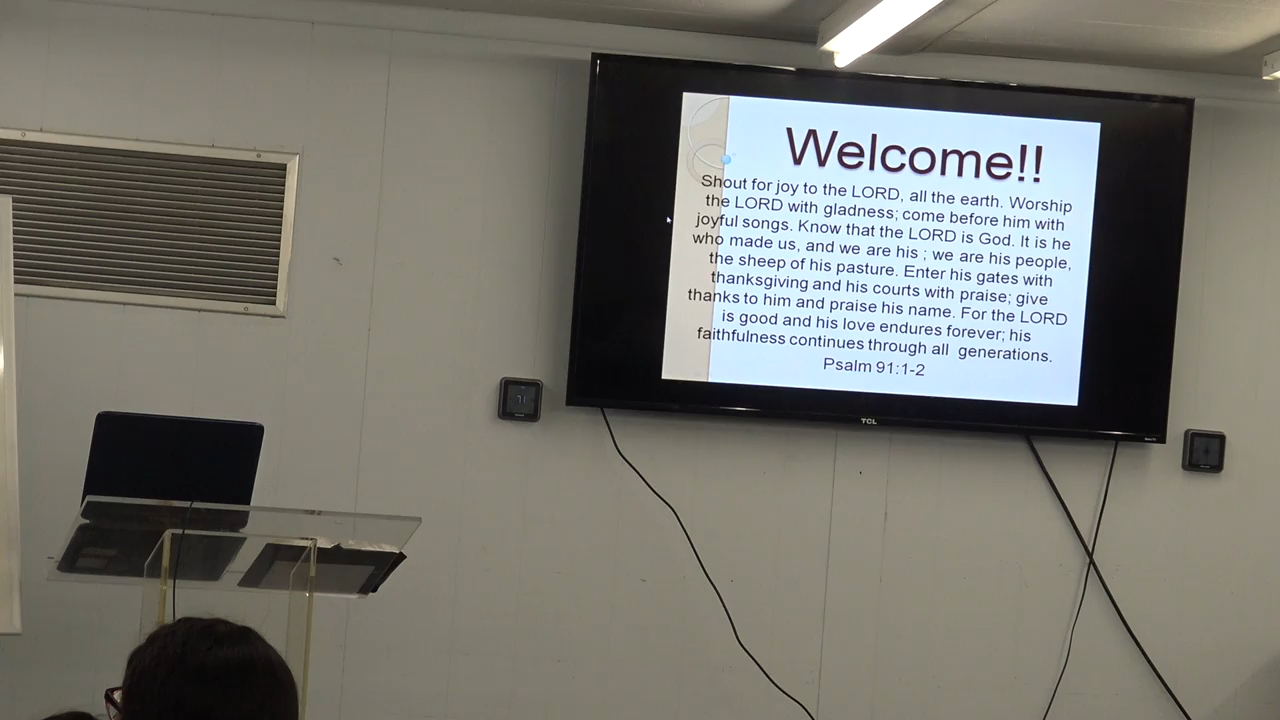 Welcome!!
Shout for joy to the LORD, all the earth. Worship
the LORD with gladness; come before him with
joyful songs. Know that the LORD is God. It is he
who made us, and we are his ; we are his people,
the sheep of his pasture. Enter his gates with
thanksgiving and his courts with praise; give
thanks to him and praise his name. For the LORD
is good and his love endures forever; his
faithfulness continues through all  generations.
Psalm 91:1-2
TCL
71